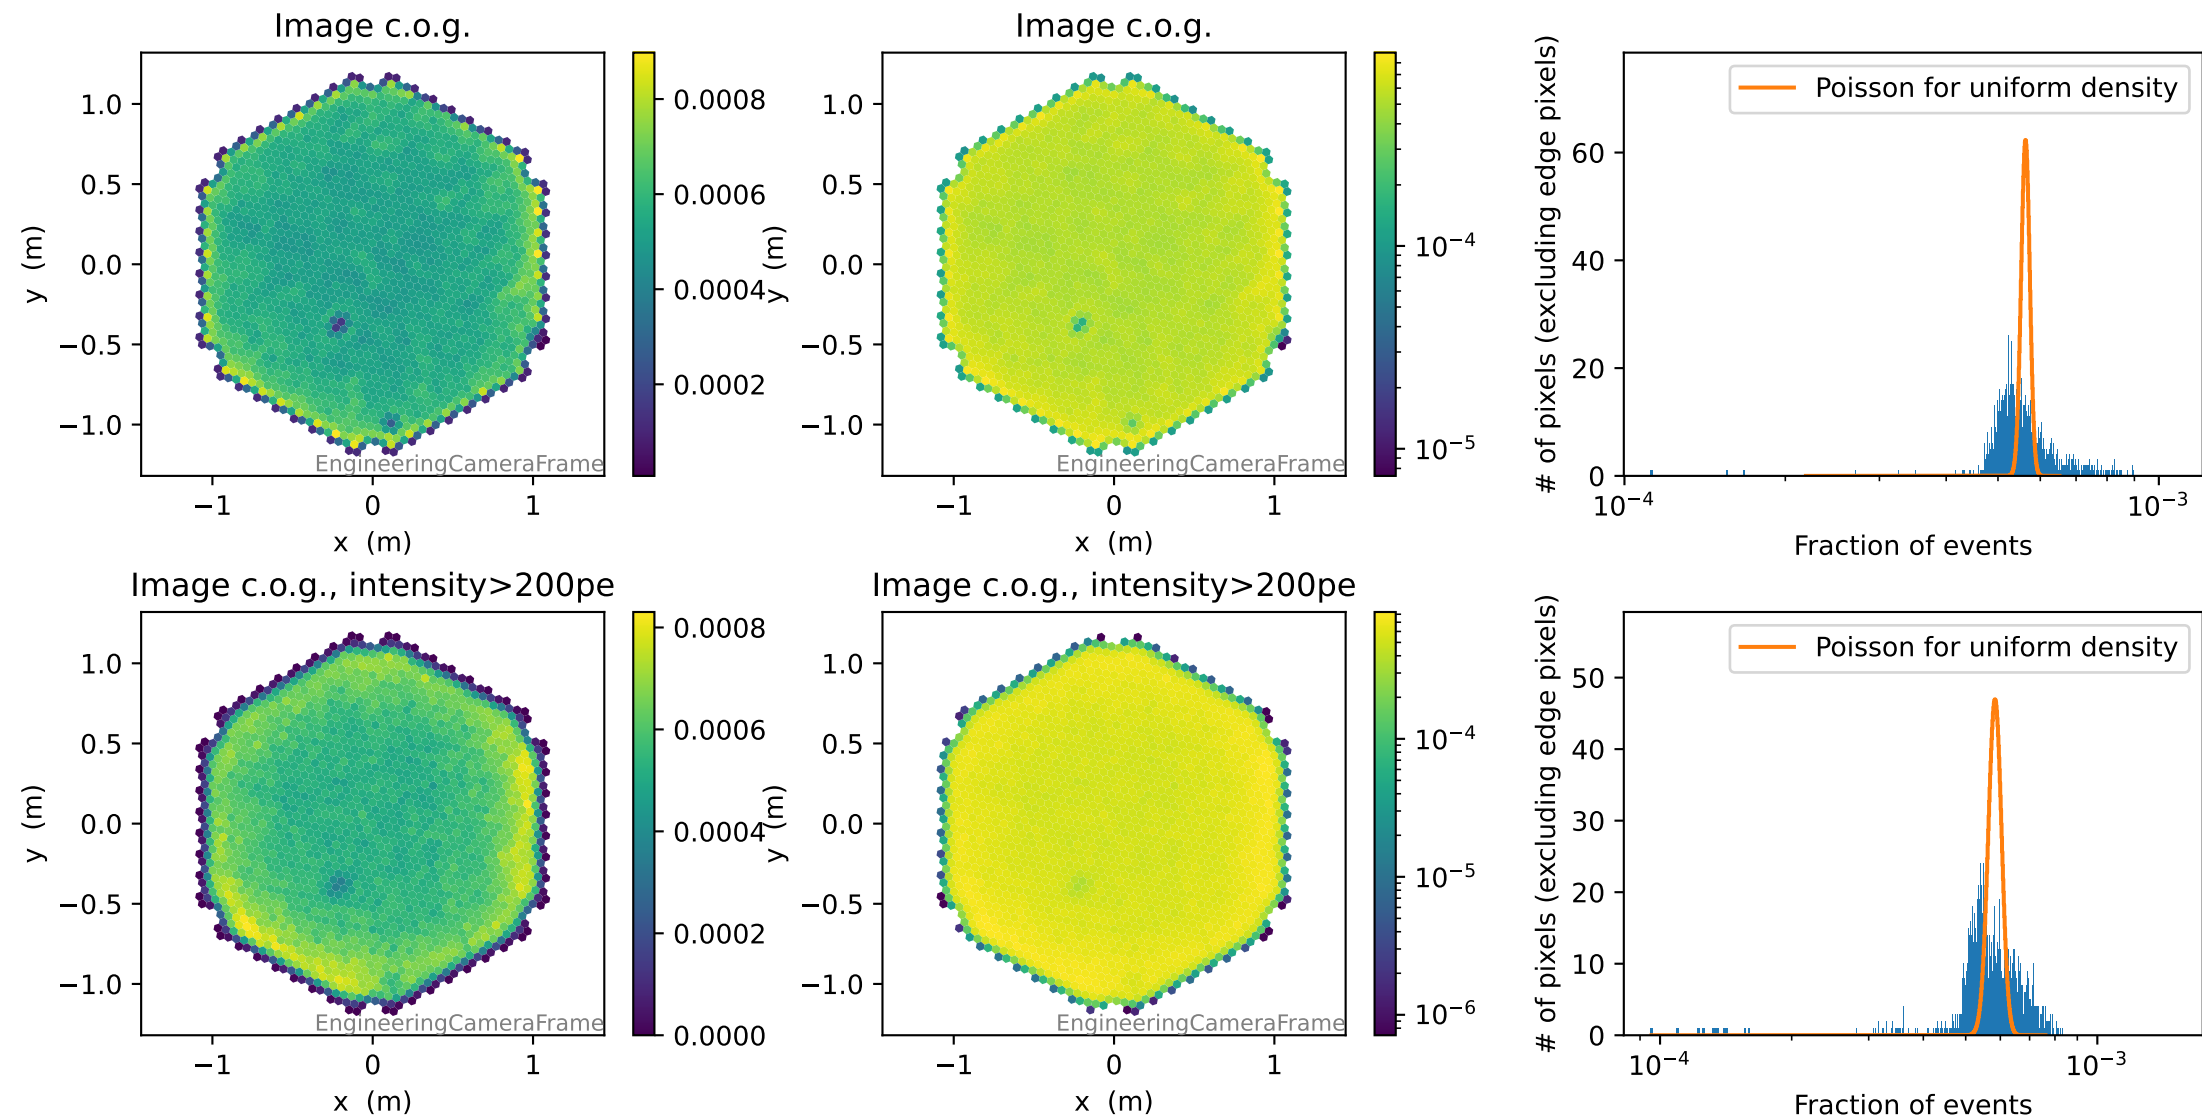 Image c.o.g.
y (m)
1.0
0.5
0.0
−0.5
−1.0
−1
0
1
x (m)
EngineeringCameraFrame
0.0008
0.0006
0.0004
0.0002
Image c.o.g.
y (m)
1.0
0.5
0.0
−0.5
−1.0
−1
0
1
x (m)
EngineeringCameraFrame
10⁻⁴
10⁻⁵
# of pixels (excluding edge pixels)
Poisson for uniform density
60
40
20
0
10⁻⁴
10⁻³
Fraction of events
Image c.o.g., intensity>200pe
y (m)
1.0
0.5
0.0
−0.5
−1.0
−1
0
1
x (m)
EngineeringCameraFrame
0.0008
0.0006
0.0004
0.0002
0.0000
Image c.o.g., intensity>200pe
y (m)
1.0
0.5
0.0
−0.5
−1.0
−1
0
1
x (m)
EngineeringCameraFrame
10⁻⁴
10⁻⁵
10⁻⁶
# of pixels (excluding edge pixels)
Poisson for uniform density
50
40
30
20
10
0
10⁻⁴
10⁻³
Fraction of events